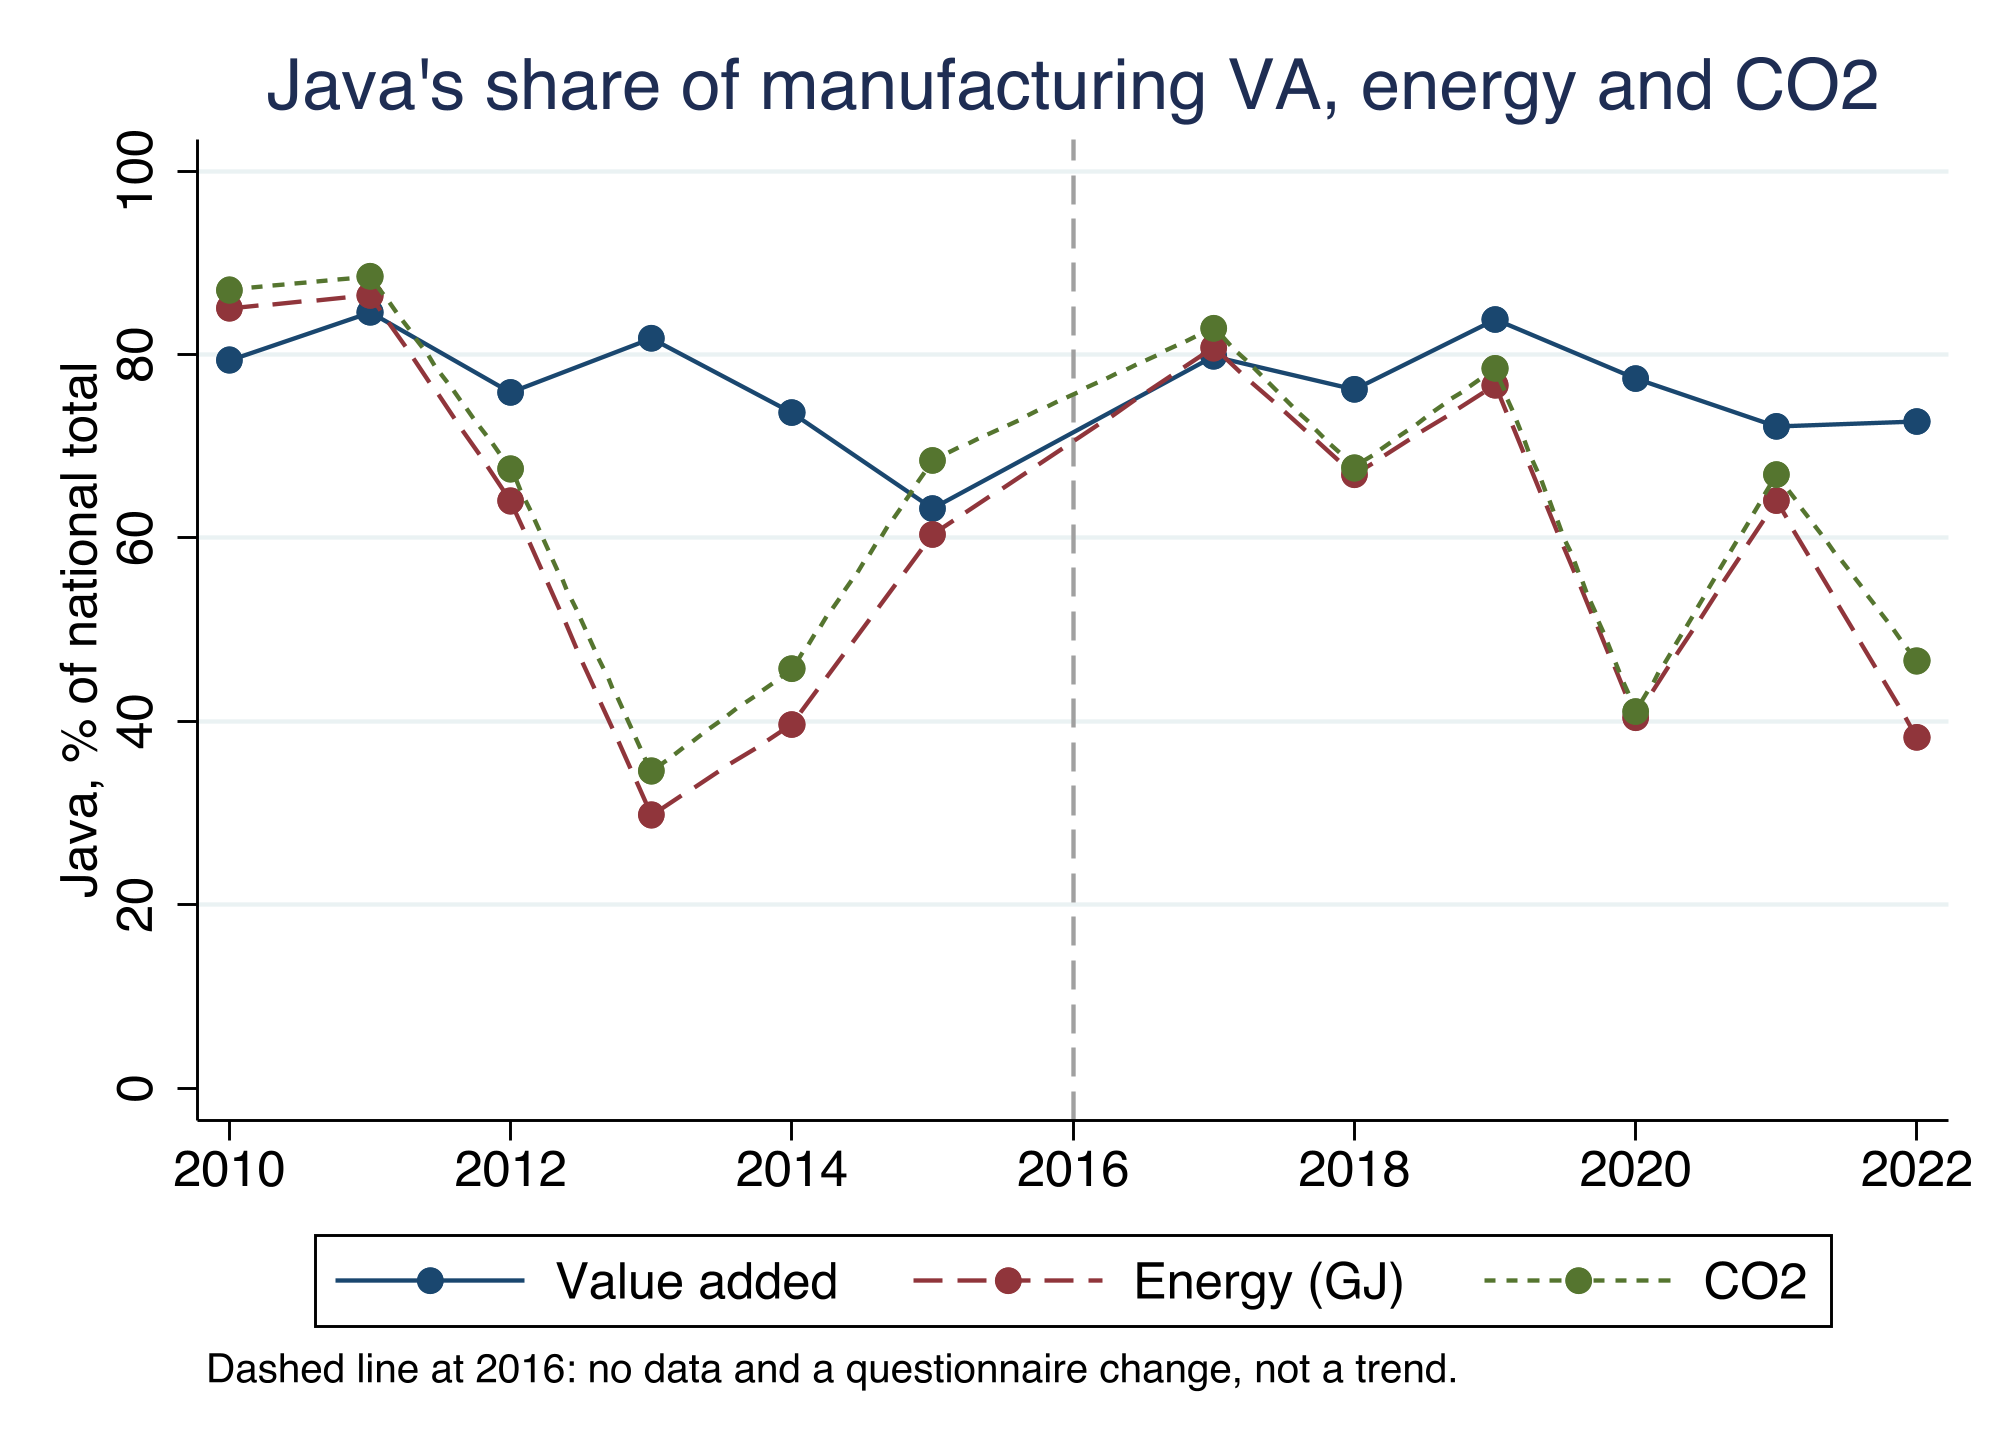 Java's share of manufacturing VA, energy and CO2
Java, % of national total
100
80
60
40
20
0
2010 2012 2014 2016 2018 2020 2022
Value added Energy (GJ) CO2
Dashed line at 2016: no data and a questionnaire change, not a trend.